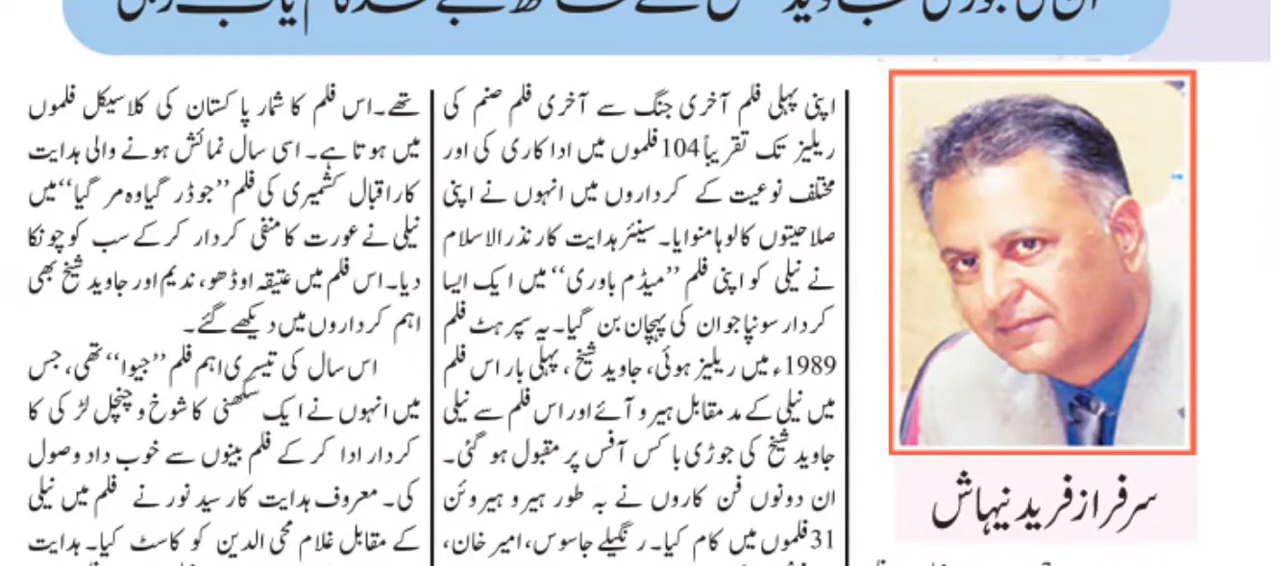 سرفراز فرید نیہاش
اپنی پہلی فلم آخری جنگ سے آخری فلم صنم کی
ریلیز تک تقریباً 104 فلموں میں اداکاری کی اور
مختلف نوعیت کے کرداروں میں انہوں نے اپنی
صلاحیتوں کا لوہا منوایا۔ سینئر ہدایت کار نذر الاسلام
نے نیلی کو اپنی فلم ’’میڈم باوری‘‘ میں ایک ایسا
کردار سونپا جو ان کی پہچان بن گیا۔ یہ سپر ہٹ فلم
1989ء میں ریلیز ہوئی، جاوید شیخ، پہلی بار اس فلم
میں نیلی کے مد مقابل ہیرو آئے اور اس فلم سے نیلی
جاوید شیخ کی جوڑی باکس آفس پر مقبول ہو گئی۔
ان دونوں فن کاروں نے بہ طور ہیرو ہیروئن
31 فلموں میں کام کیا۔ رنگیلے جاسوس، امیر خان،
تھے۔ اس فلم کا شمار پاکستان کی کلاسیکل فلموں
میں ہوتا ہے۔ اسی سال نمائش ہونے والی ہدایت
کار اقبال کشمیری کی فلم ’’جو ڈر گیا وہ مر گیا‘‘ میں
نیلی نے عورت کا منفی کردار کرکے سب کو چونکا
دیا۔ اس فلم میں عتیقہ اوڈھو، ندیم اور جاوید شیخ بھی
اہم کرداروں میں دیکھے گئے۔
اس سال کی تیسری اہم فلم ’’جیوا‘‘ تھی، جس
میں انہوں نے ایک سکھنی کا شوخ و چنچل لڑکی کا
کردار ادا کر کے فلم بینوں سے خوب داد وصول
کی۔ معروف ہدایت کار سید نور نے فلم میں نیلی
کے مقابل غلام محی الدین کو کاسٹ کیا۔ ہدایت